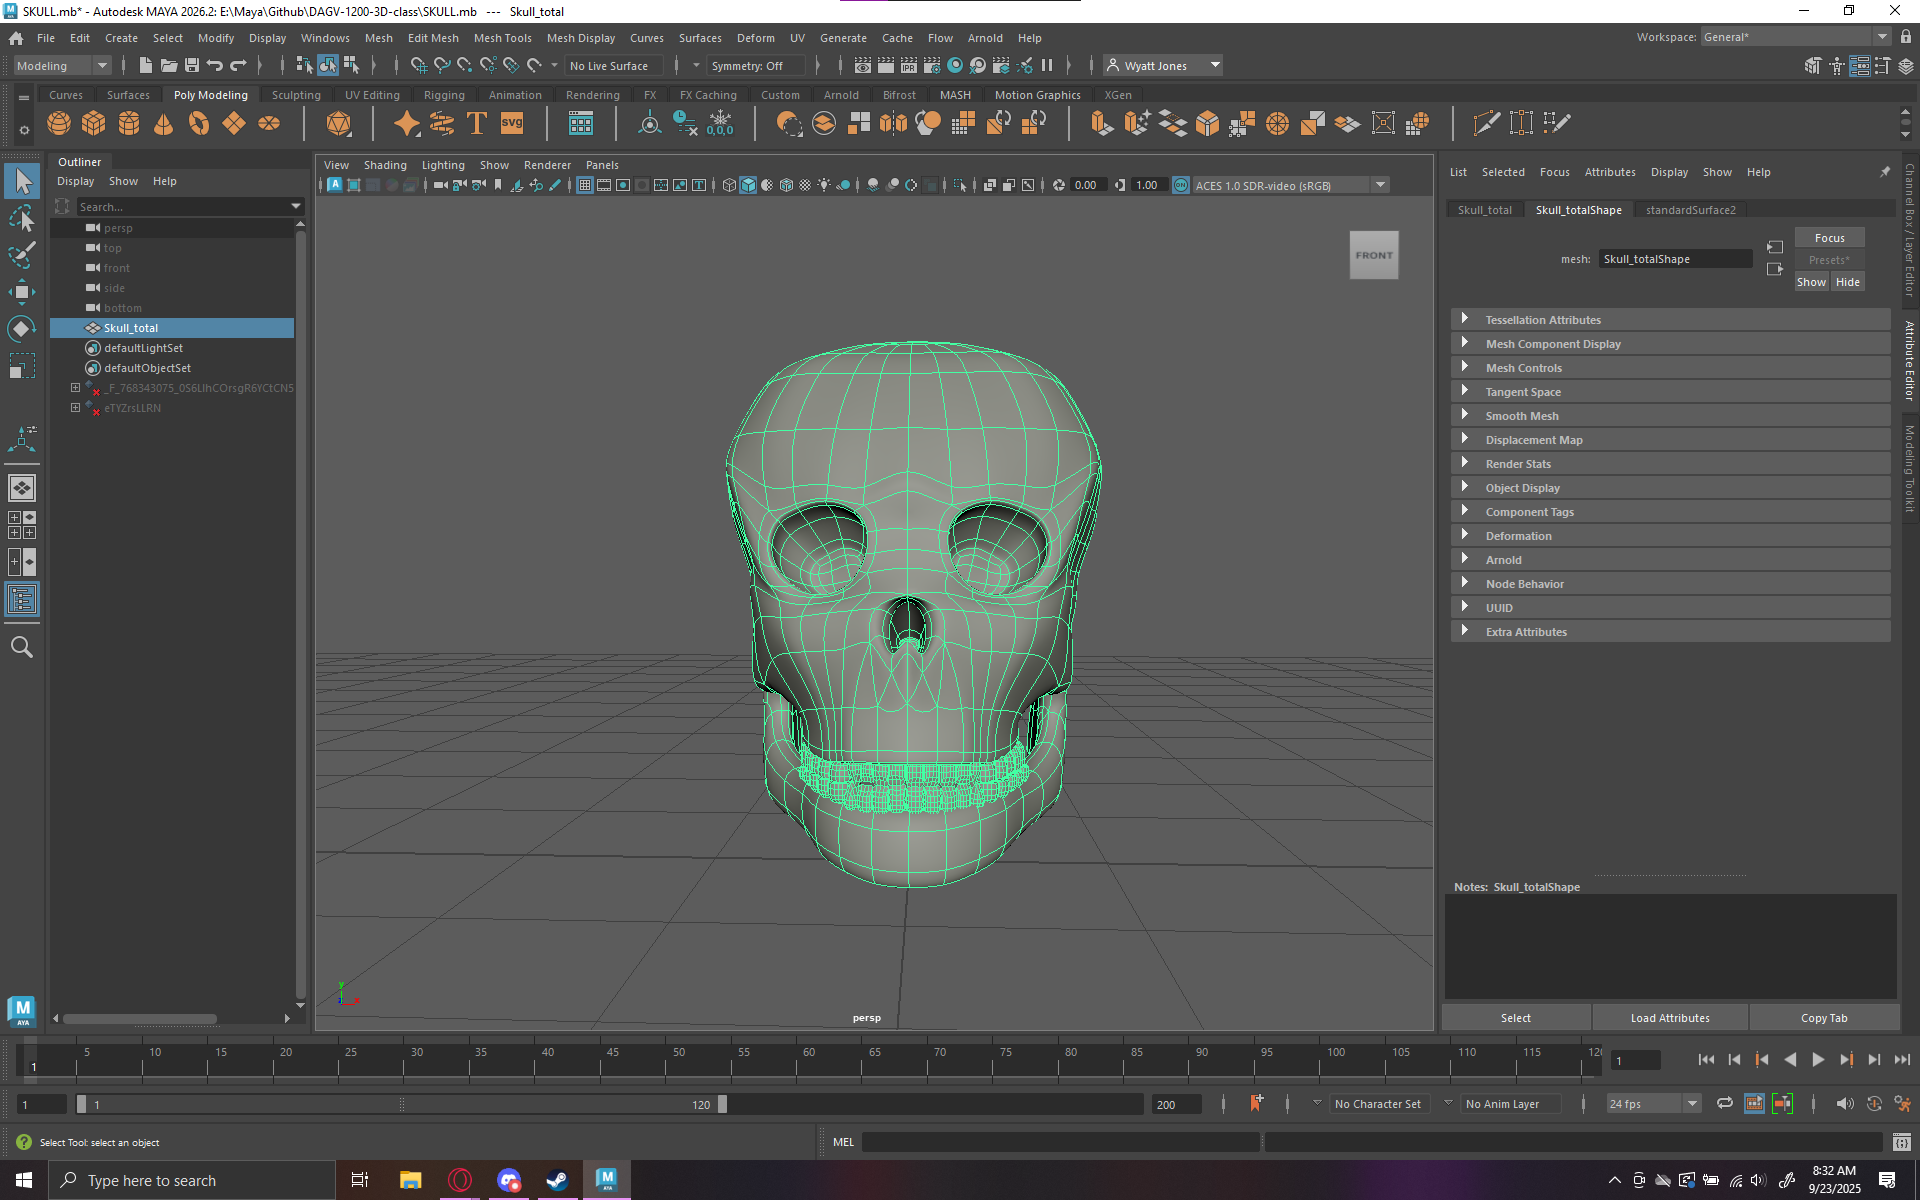 SKULL.mb* - Autodesk MAYA 2026.2: E:\Maya\Github\DAGV-1200-3D-class\SKULL.mb --- Skull_total
File Edit Create Select Modify Display Windows Mesh Edit Mesh Mesh Tools Mesh Display Curves Surfaces Deform UV Generate Cache Flow Arnold Help
Workspace: General*
Modeling No Live Surface Symmetry: Off IPR Wyatt Jones
Curves Surfaces Poly Modeling Sculpting UV Editing Rigging Animation Rendering FX FX Caching Custom Arnold Bifrost MASH Motion Graphics XGen
T svg 0,0,0
Outliner
Display Show Help
Search...
persp
top
front
side
bottom
Skull_total
defaultLightSet
defaultObjectSet
eTYZrsLLRN
View Shading Lighting Show Renderer Panels
0.00 1.00 ACES 1.0 SDR-video (sRGB)
FRONT
y
persp
List Selected Focus Attributes Display Show Help
Skull_total Skull_totalShape standardSurface2
mesh: Skull_totalShape
Focus
Presets*
Show Hide
Tessellation Attributes
Mesh Component Display
Mesh Controls
Tangent Space
Smooth Mesh
Displacement Map
Render Stats
Object Display
Component Tags
Deformation
Arnold
Node Behavior
UUID
Extra Attributes
Notes: Skull_totalShape
Select Load Attributes Copy Tab
Channel Box / Layer Editor
Attribute Editor
Modeling Toolkit
M
AYA
5 10 15 20 25 30 35 40 45 50 55 60 65 70 75 80 85 90 95 100 105 110 115 120
1 1
1 1 120 200 No Character Set No Anim Layer 24 fps
Select Tool: select an object
MEL
Type here to search
8:32 AM
9/23/2025